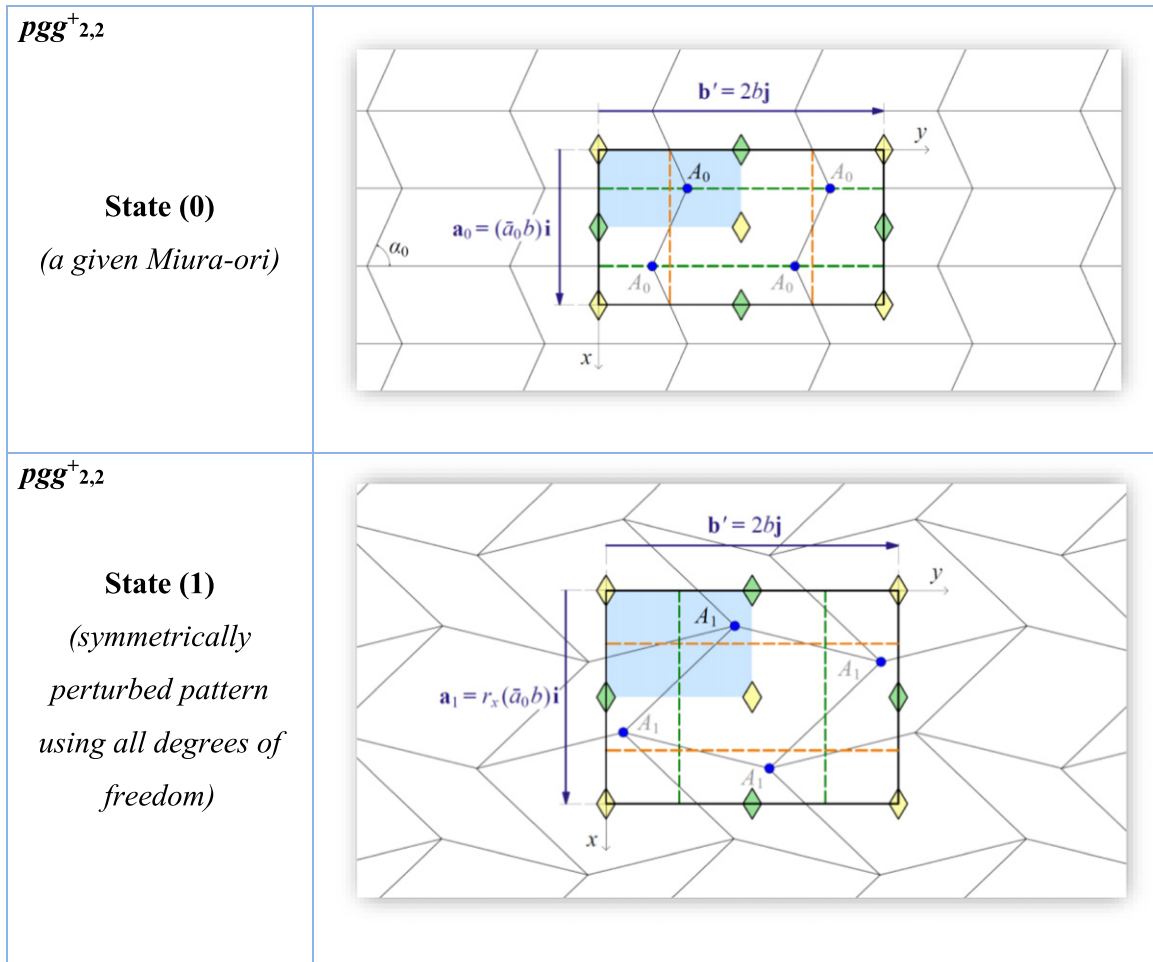 pgg⁺₂,₂
State (0)
(a given Miura-ori)
b′ = 2bj
y
A₀
A₀
a₀ = (ā₀b)i
α₀
A₀
A₀
x
pgg⁺₂,₂
State (1)
(symmetrically
perturbed pattern
using all degrees of
freedom)
b′ = 2bj
y
A₁
A₁
a₁ = rₓ(ā₀b)i
A₁
A₁
x